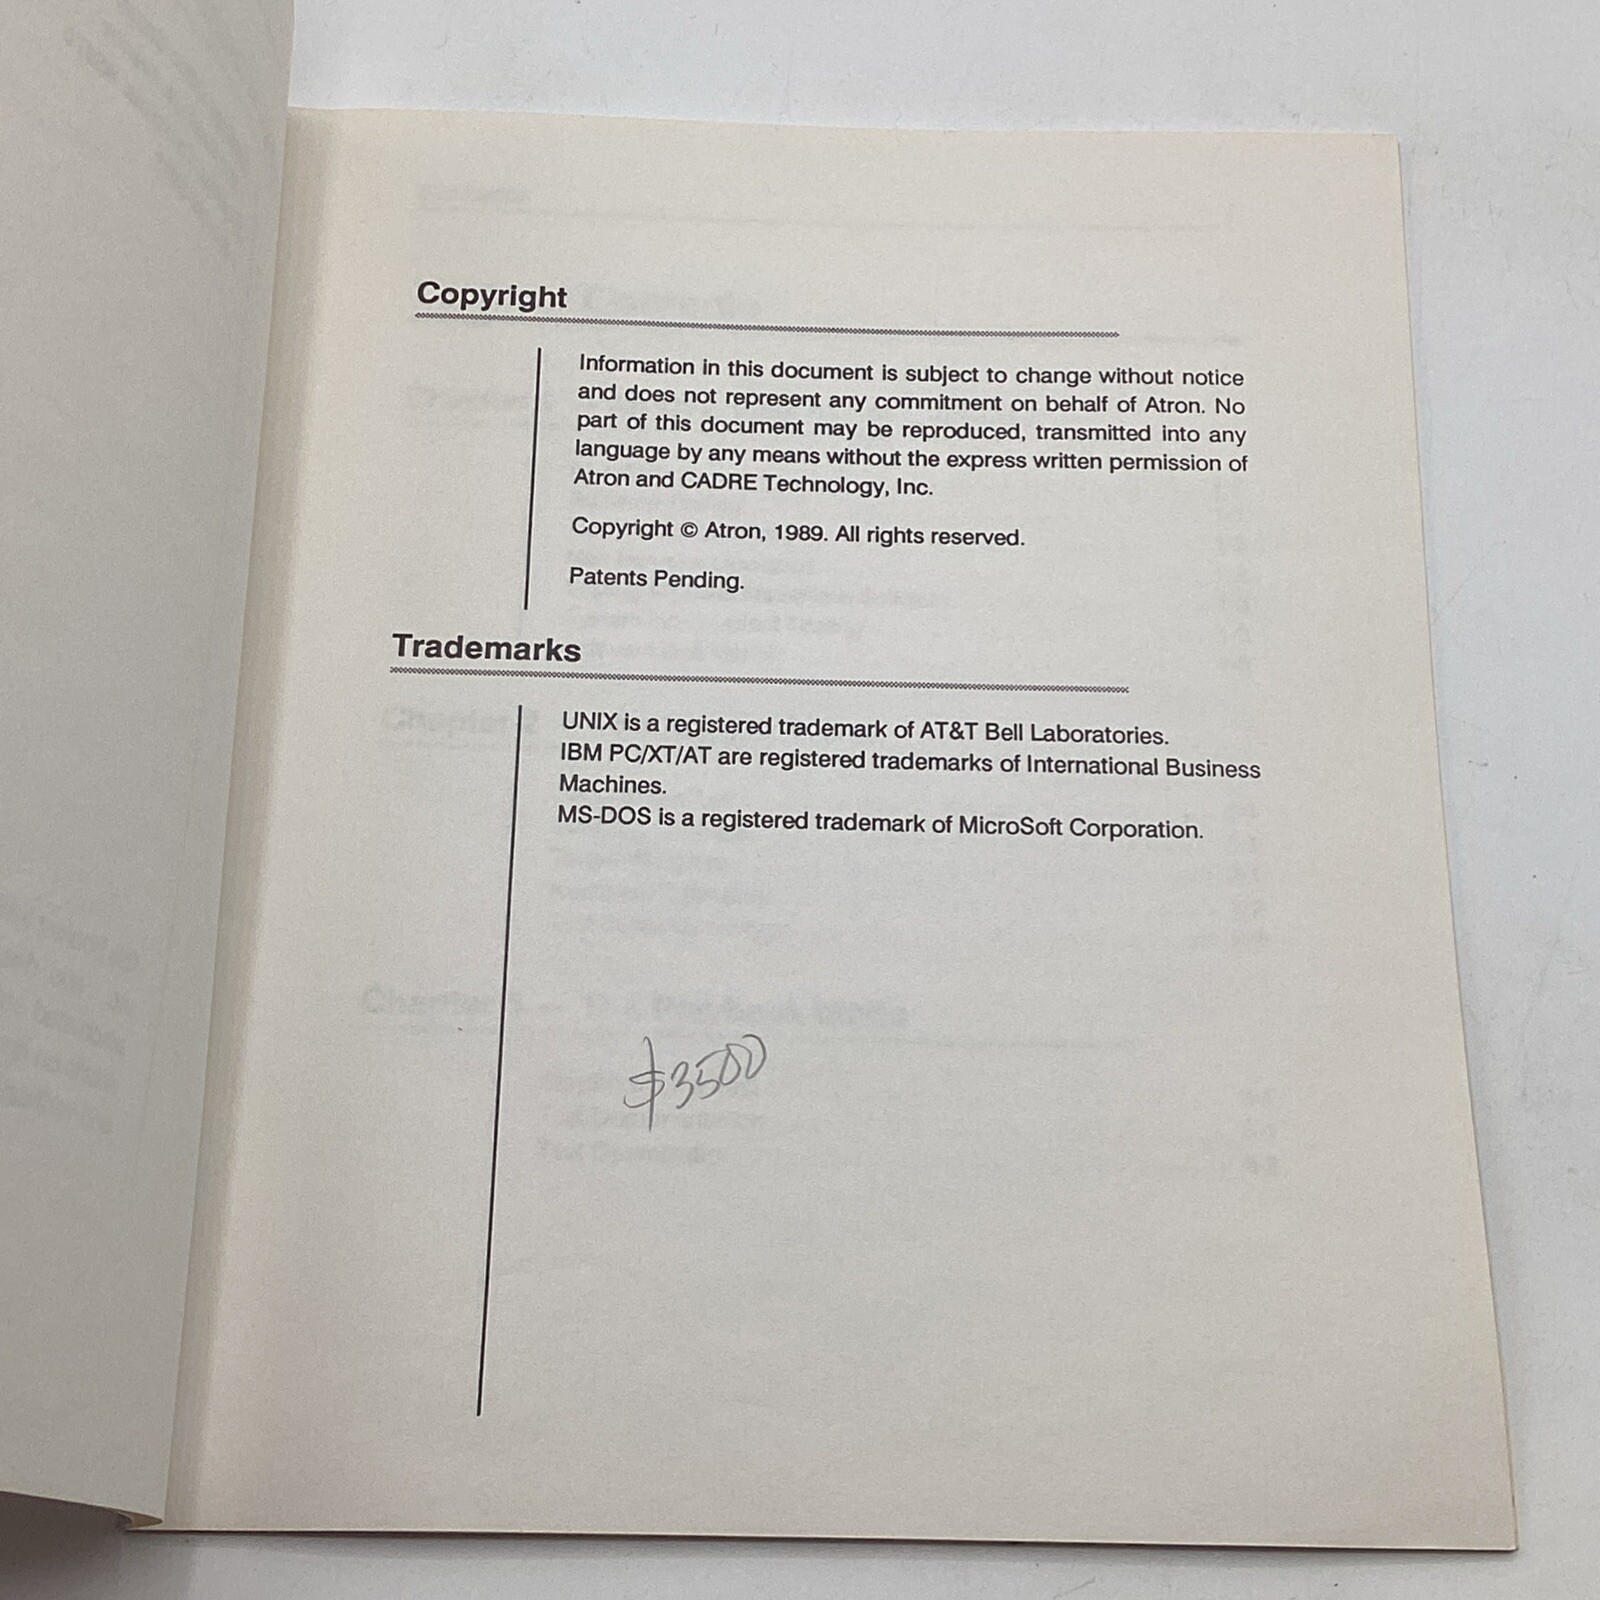 Copyright
Information in this document is subject to change without notice
and does not represent any commitment on behalf of Atron. No
part of this document may be reproduced, transmitted into any
language by any means without the express written permission of
Atron and CADRE Technology, Inc.
Copyright © Atron, 1989. All rights reserved.
Patents Pending.
Trademarks
UNIX is a registered trademark of AT&T Bell Laboratories.
IBM PC/XT/AT are registered trademarks of International Business
Machines.
MS-DOS is a registered trademark of MicroSoft Corporation.
$3500